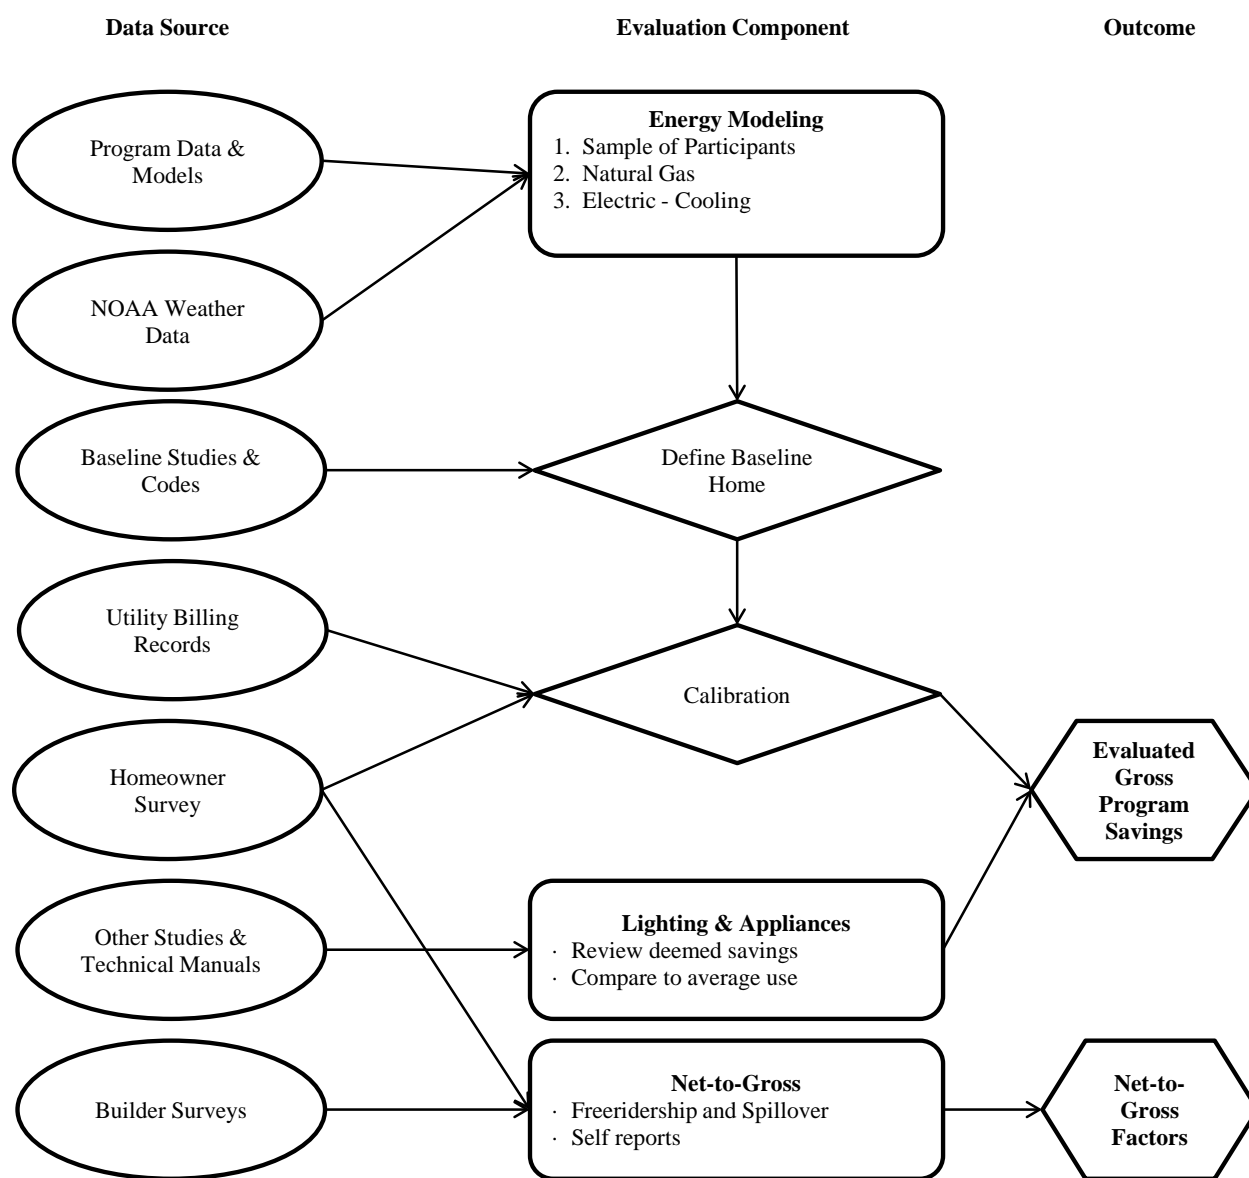 Data Source
Evaluation Component
Outcome
Program Data &
Models
Energy Modeling
1. Sample of Participants
2. Natural Gas
3. Electric - Cooling
NOAA Weather
Data
Baseline Studies &
Codes
Define Baseline
Home
Utility Billing
Records
Calibration
Homeowner
Survey
Evaluated
Gross
Program
Savings
Other Studies &
Technical Manuals
Lighting & Appliances
· Review deemed savings
· Compare to average use
Builder Surveys
Net-to-Gross
· Freeridership and Spillover
· Self reports
Net-to-
Gross
Factors